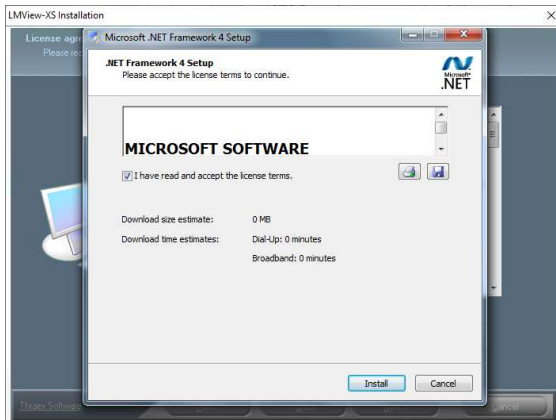 LMView-XS Installation
License agr
Please rea
Microsoft .NET Framework 4 Setup
.NET Framework 4 Setup
Please accept the license terms to continue.
Microsoft
.NET
MICROSOFT SOFTWARE
I have read and accept the license terms.
Download size estimate: 0 MB
Download time estimates: Dial-Up: 0 minutes
Broadband: 0 minutes
Install Cancel
Thraex Software
Cancel